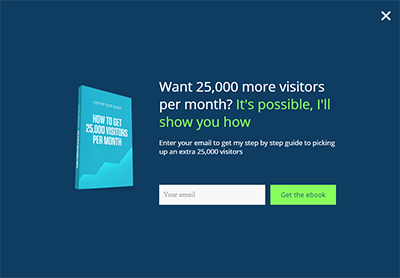 STEP BY STEP GUIDE
HOW TO GET
25,000 VISITORS
PER MONTH
Want 25,000 more visitors
per month? It's possible, I'll
show you how
Enter your email to get my step by step guide to picking
up an extra 25,000 visitors
Your email
Get the ebook